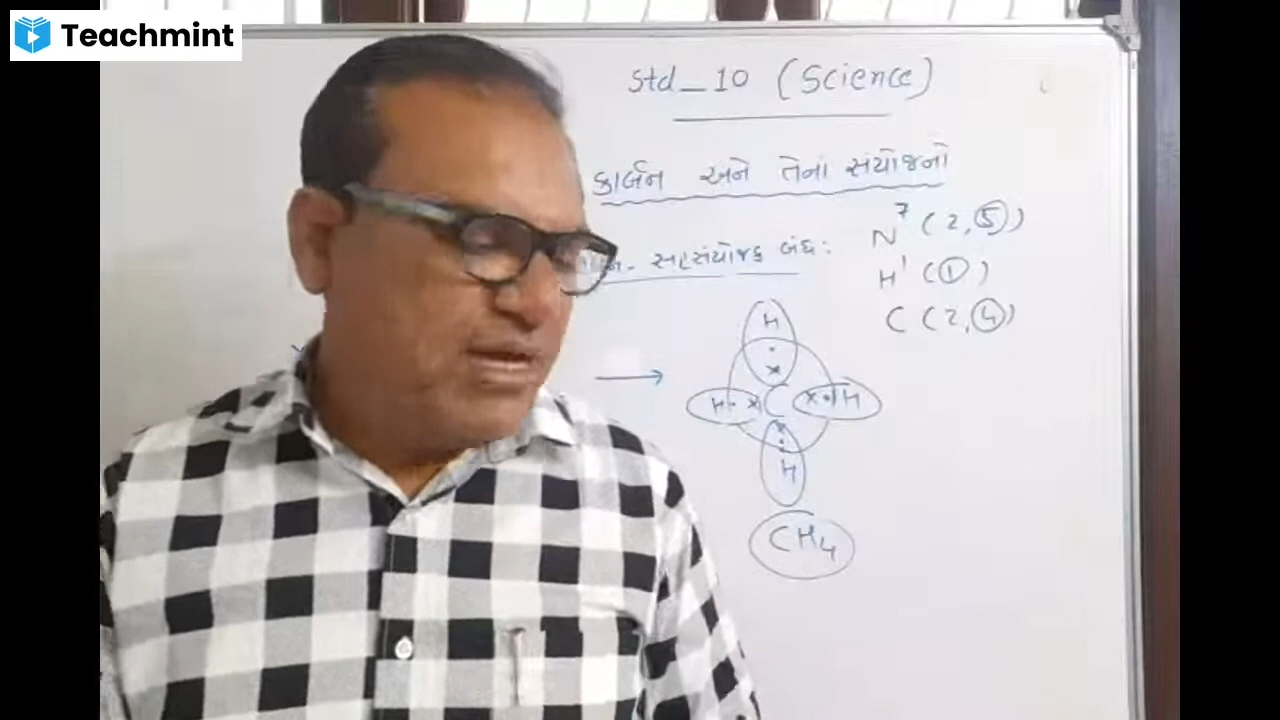 Teachmint
Std_10 (Science)
કાર્બન અને તેનાં સંયોજનો
સહસંયોજક બંધ:
N⁷ (2,5)
H¹ (1)
C (2,4)
H
H C H
H
CH₄